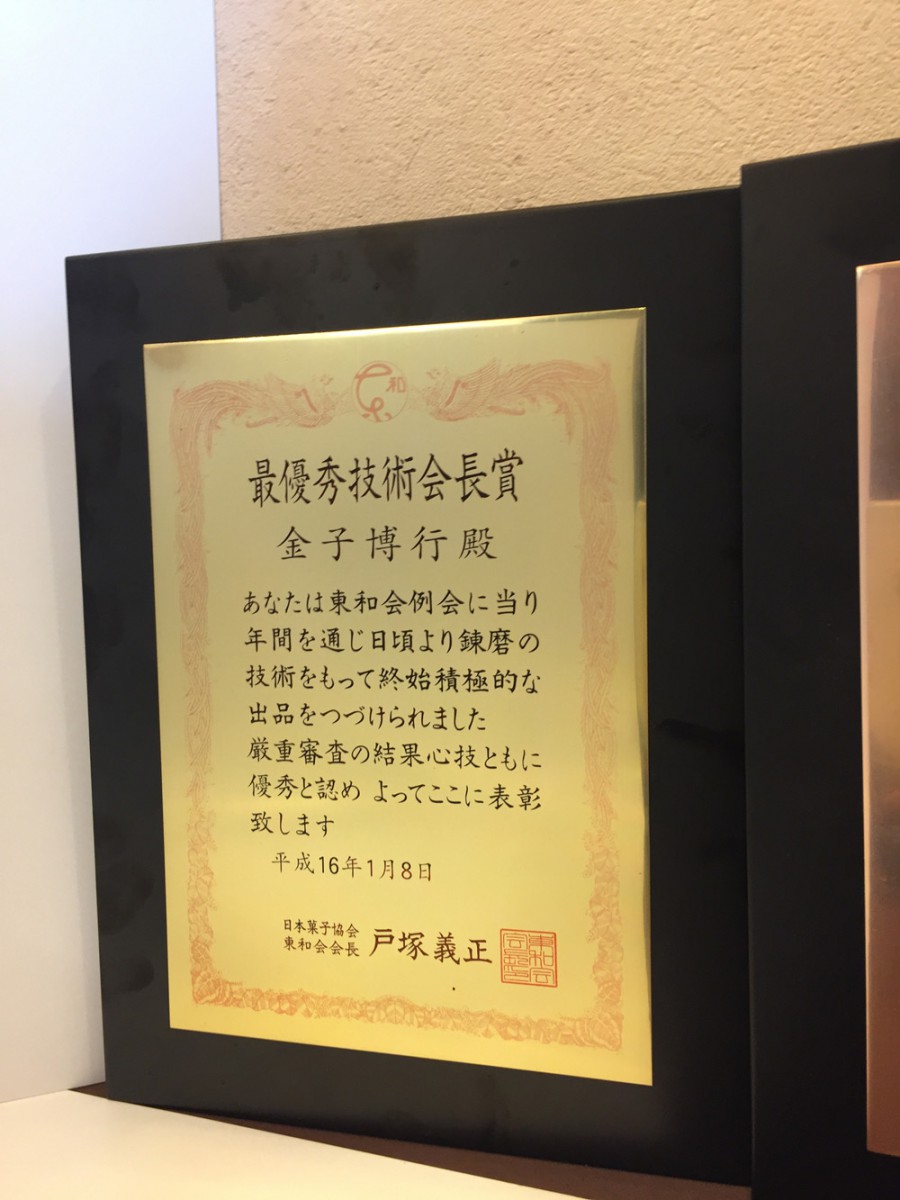 和
最優秀技術会長賞
金子博行殿
あなたは東和会例会に当り
年間を通じ日頃より錬磨の
技術をもって終始積極的な
出品をつづけられました
厳重審査の結果心技ともに
優秀と認め よってここに表彰
致します
平成16年1月8日
日本菓子協会
東和会会長 戸塚義正